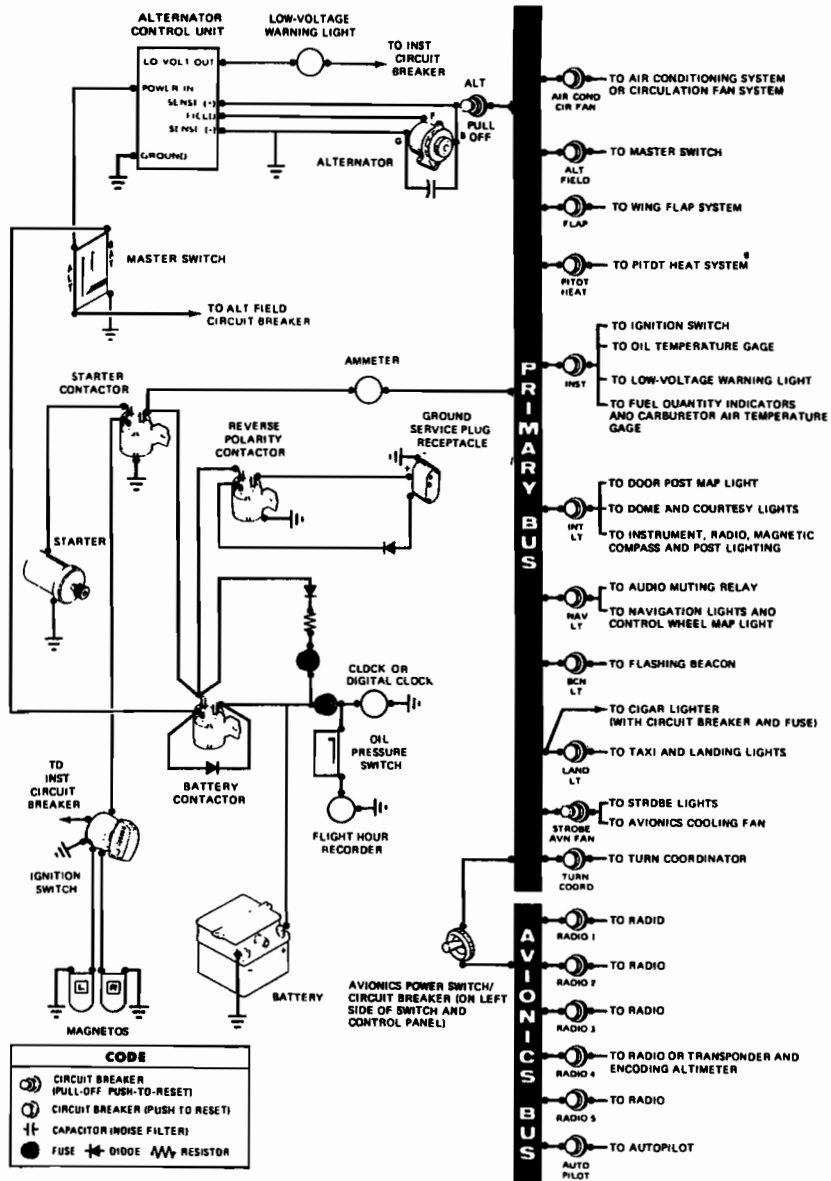 ALTERNATOR
CONTROL UNIT
LOW-VOLTAGE
WARNING LIGHT
LO VOLT OUT
TO INST
CIRCUIT
BREAKER
POWER IN
SENSE (+)
FIELD
SENSE (-)
GROUND
F
G
B
ALTERNATOR
ALT
PULL
OFF
ALT
BAT
MASTER SWITCH
TO ALT FIELD
CIRCUIT BREAKER
AMMETER
STARTER
CONTACTOR
REVERSE
POLARITY
CONTACTOR
GROUND
SERVICE PLUG
RECEPTACLE
+
STARTER
CLOCK OR
DIGITAL CLOCK
OIL
PRESSURE
SWITCH
BATTERY
CONTACTOR
FLIGHT HOUR
RECORDER
TO
INST
CIRCUIT
BREAKER
IGNITION
SWITCH
L
R
MAGNETOS
BATTERY
AVIONICS POWER SWITCH/
CIRCUIT BREAKER (ON LEFT
SIDE OF SWITCH AND
CONTROL PANEL)
PRIMARY BUS
AIR COND
CIR FAN
TO AIR CONDITIONING SYSTEM
OR CIRCULATION FAN SYSTEM
ALT
FIELD
TO MASTER SWITCH
FLAP
TO WING FLAP SYSTEM
PITOT
HEAT
TO PITOT HEAT SYSTEM
INST
TO IGNITION SWITCH
TO OIL TEMPERATURE GAGE
TO LOW-VOLTAGE WARNING LIGHT
TO FUEL QUANTITY INDICATORS
AND CARBURETOR AIR TEMPERATURE
GAGE
INT
LT
TO DOOR POST MAP LIGHT
TO DOME AND COURTESY LIGHTS
TO INSTRUMENT, RADIO, MAGNETIC
COMPASS AND POST LIGHTING
NAV
LT
TO AUDIO MUTING RELAY
TO NAVIGATION LIGHTS AND
CONTROL WHEEL MAP LIGHT
BCN
LT
TO FLASHING BEACON
TO CIGAR LIGHTER
(WITH CIRCUIT BREAKER AND FUSE)
LAND
LT
TO TAXI AND LANDING LIGHTS
STROBE
AVN FAN
TO STROBE LIGHTS
TO AVIONICS COOLING FAN
TURN
COORD
TO TURN COORDINATOR
AVIONICS BUS
RADIO 1
TO RADIO
RADIO 2
TO RADIO
RADIO 3
TO RADIO
RADIO 4
TO RADIO OR TRANSPONDER AND
ENCODING ALTIMETER
RADIO 5
TO RADIO
AUTO
PILOT
TO AUTOPILOT
CODE
CIRCUIT BREAKER
(PULL-OFF PUSH-TO-RESET)
CIRCUIT BREAKER (PUSH TO RESET)
CAPACITOR (NOISE FILTER)
FUSE DIODE RESISTOR